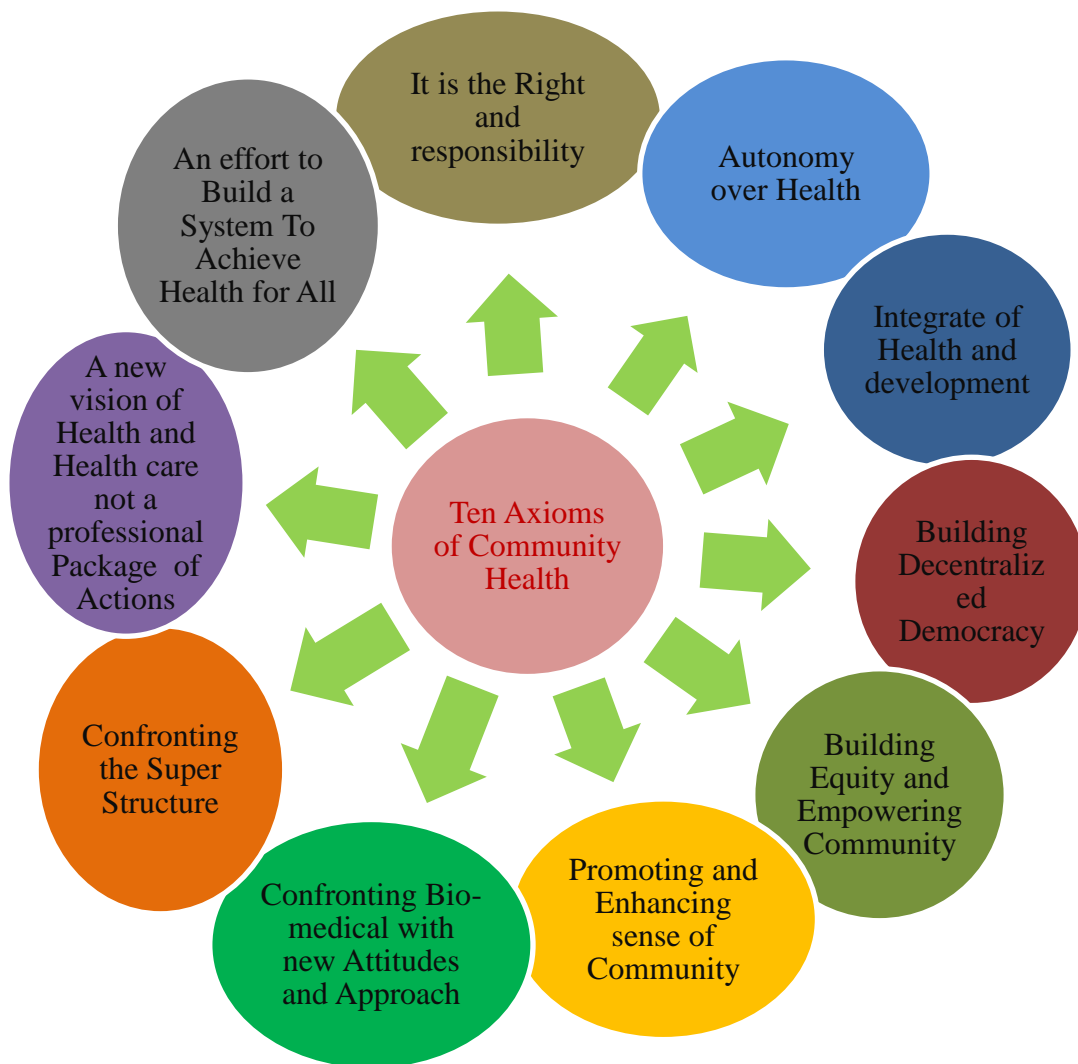 It is the Right
and
responsibility
Autonomy
over Health
Integrate of
Health and
development
Building
Decentraliz
ed
Democracy
Building
Equity and
Empowering
Community
Promoting and
Enhancing
sense of
Community
Confronting Bio-
medical with
new Attitudes
and Approach
Confronting
the Super
Structure
A new
vision of
Health and
Health care
not a
professional
Package of
Actions
An effort to
Build a
System To
Achieve
Health for All
Ten Axioms
of Community
Health